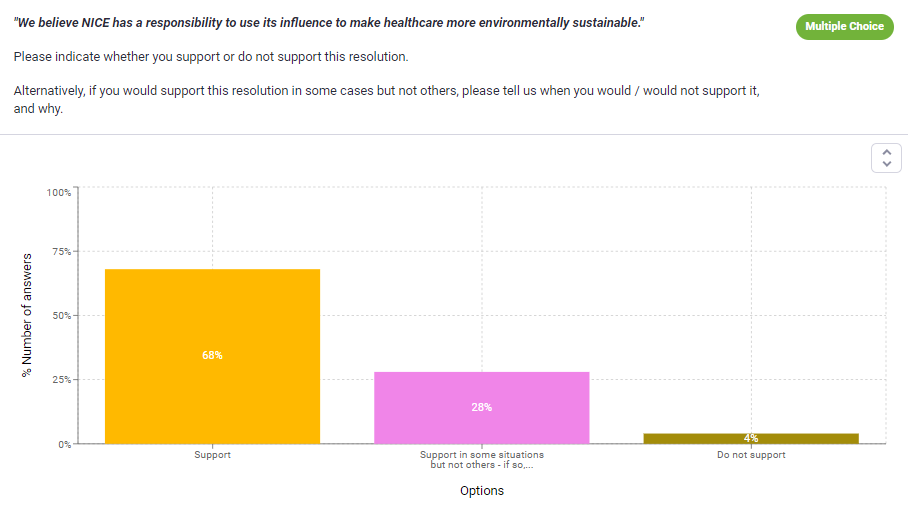 "We believe NICE has a responsibility to use its influence to make healthcare more environmentally sustainable."
Multiple Choice
Please indicate whether you support or do not support this resolution.
Alternatively, if you would support this resolution in some cases but not others, please tell us when you would / would not support it,
and why.
% Number of answers
100%
75%
50%
25%
0%
68%
28%
4%
Support
Support in some situations
but not others - if so,...
Do not support
Options